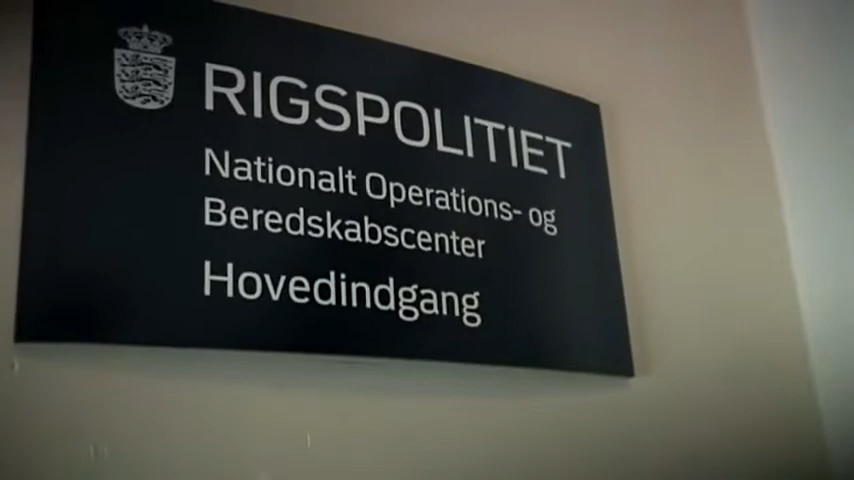 RIGSPOLITIET
Nationalt Operations- og
Beredskabscenter
Hovedindgang